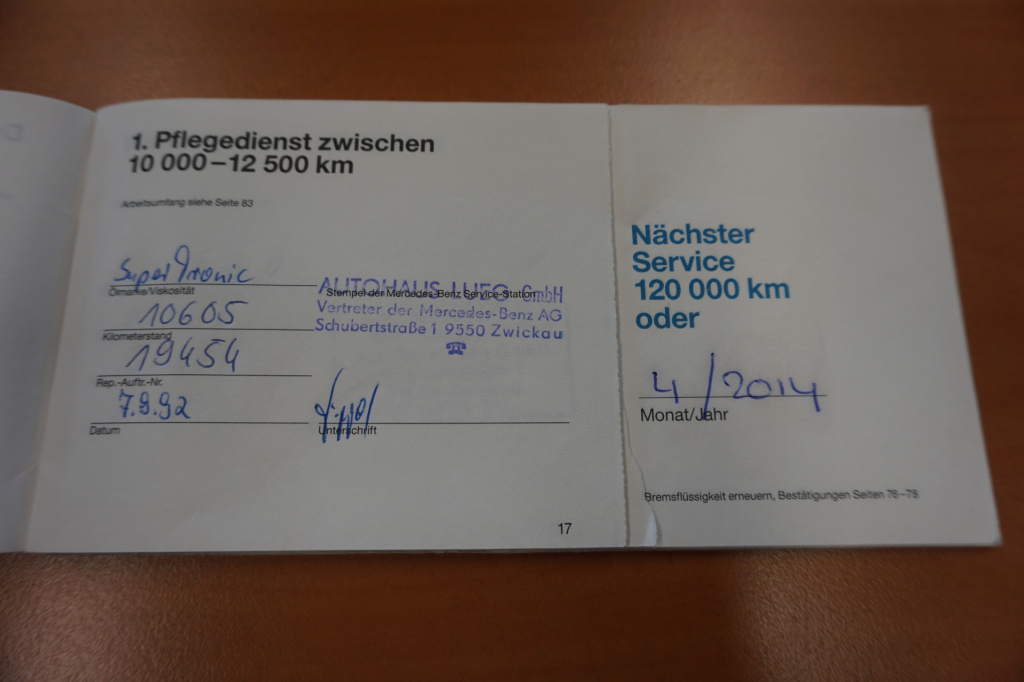 1. Pflegedienst zwischen
10 000–12 500 km
Arbeitsumfang siehe Seite 83
SuperTronic
Ölmarke/Viskosität
10605
Kilometerstand
19454
Rep.-Auftr.-Nr.
7.9.92
Datum
AUTOHAUS LUEG GmbH
Stempel der Mercedes-Benz Service-Station
Vertreter der Mercedes-Benz AG
Schubertstraße 1 9550 Zwickau
Unterschrift
17
Nächster
Service
120 000 km
oder
4/2014
Monat/Jahr
Bremsflüssigkeit erneuern, Bestätigungen Seiten 76–78